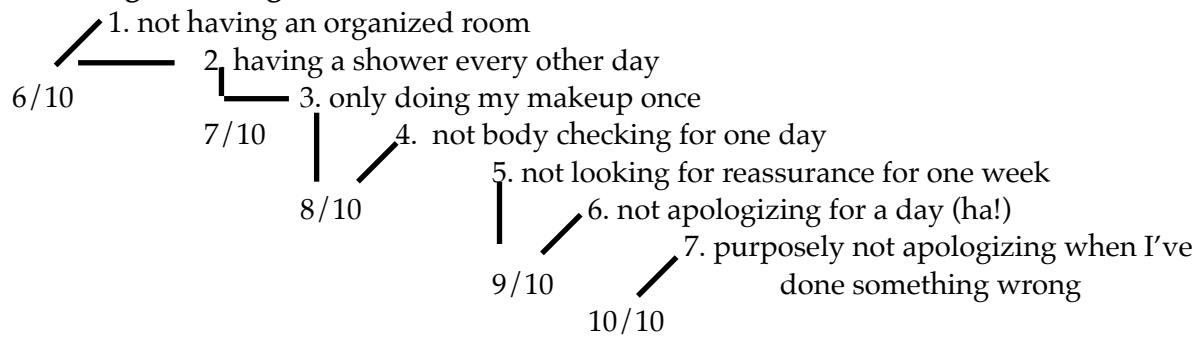 1. not having an organized room
2. having a shower every other day
6/10
3. only doing my makeup once
7/10
4. not body checking for one day
5. not looking for reassurance for one week
8/10
6. not apologizing for a day (ha!)
7. purposely not apologizing when I've
9/10
done something wrong
10/10